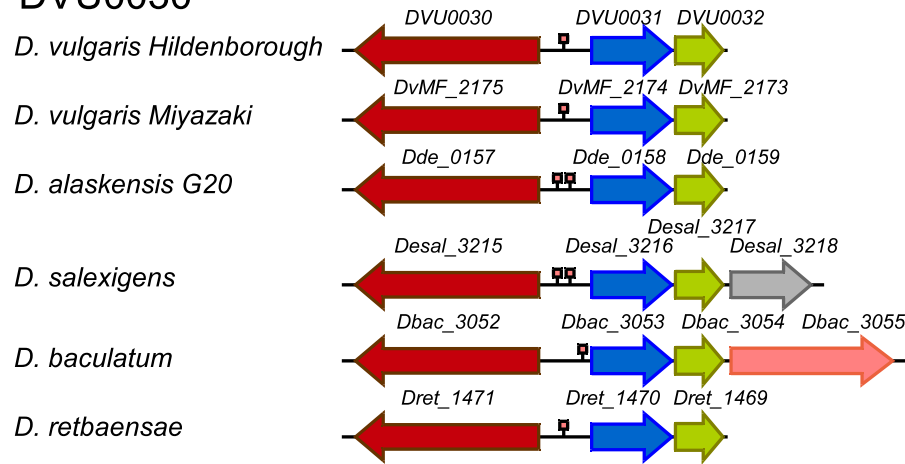 DVU0030
DVU0030 DVU0031 DVU0032
D. vulgaris Hildenborough
DvMF_2175 DvMF_2174 DvMF_2173
D. vulgaris Miyazaki
Dde_0157 Dde_0158 Dde_0159
D. alaskensis G20
Desal_3217
Desal_3215 Desal_3216 Desal_3218
D. salexigens
Dbac_3052 Dbac_3053 Dbac_3054 Dbac_3055
D. baculatum
Dret_1471 Dret_1470 Dret_1469
D. retbaensae